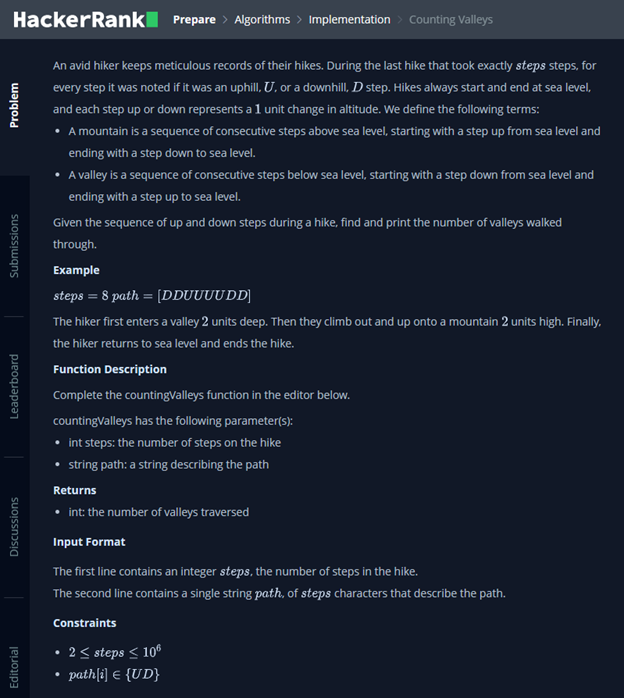 HackerRank
Prepare > Algorithms > Implementation > Counting Valleys
Problem
Submissions
Leaderboard
Discussions
Editorial
An avid hiker keeps meticulous records of their hikes. During the last hike that took exactly steps steps, for
every step it was noted if it was an uphill, U, or a downhill, D step. Hikes always start and end at sea level,
and each step up or down represents a 1 unit change in altitude. We define the following terms:
• A mountain is a sequence of consecutive steps above sea level, starting with a step up from sea level and
ending with a step down to sea level.
• A valley is a sequence of consecutive steps below sea level, starting with a step down from sea level and
ending with a step up to sea level.
Given the sequence of up and down steps during a hike, find and print the number of valleys walked
through.
Example
steps = 8 path = [DDUUUUDD]
The hiker first enters a valley 2 units deep. Then they climb out and up onto a mountain 2 units high. Finally,
the hiker returns to sea level and ends the hike.
Function Description
Complete the countingValleys function in the editor below.
countingValleys has the following parameter(s):
• int steps: the number of steps on the hike
• string path: a string describing the path
Returns
• int: the number of valleys traversed
Input Format
The first line contains an integer steps, the number of steps in the hike.
The second line contains a single string path, of steps characters that describe the path.
Constraints
• 2 ≤ steps ≤ 10⁶
• path[i] ∈ {UD}